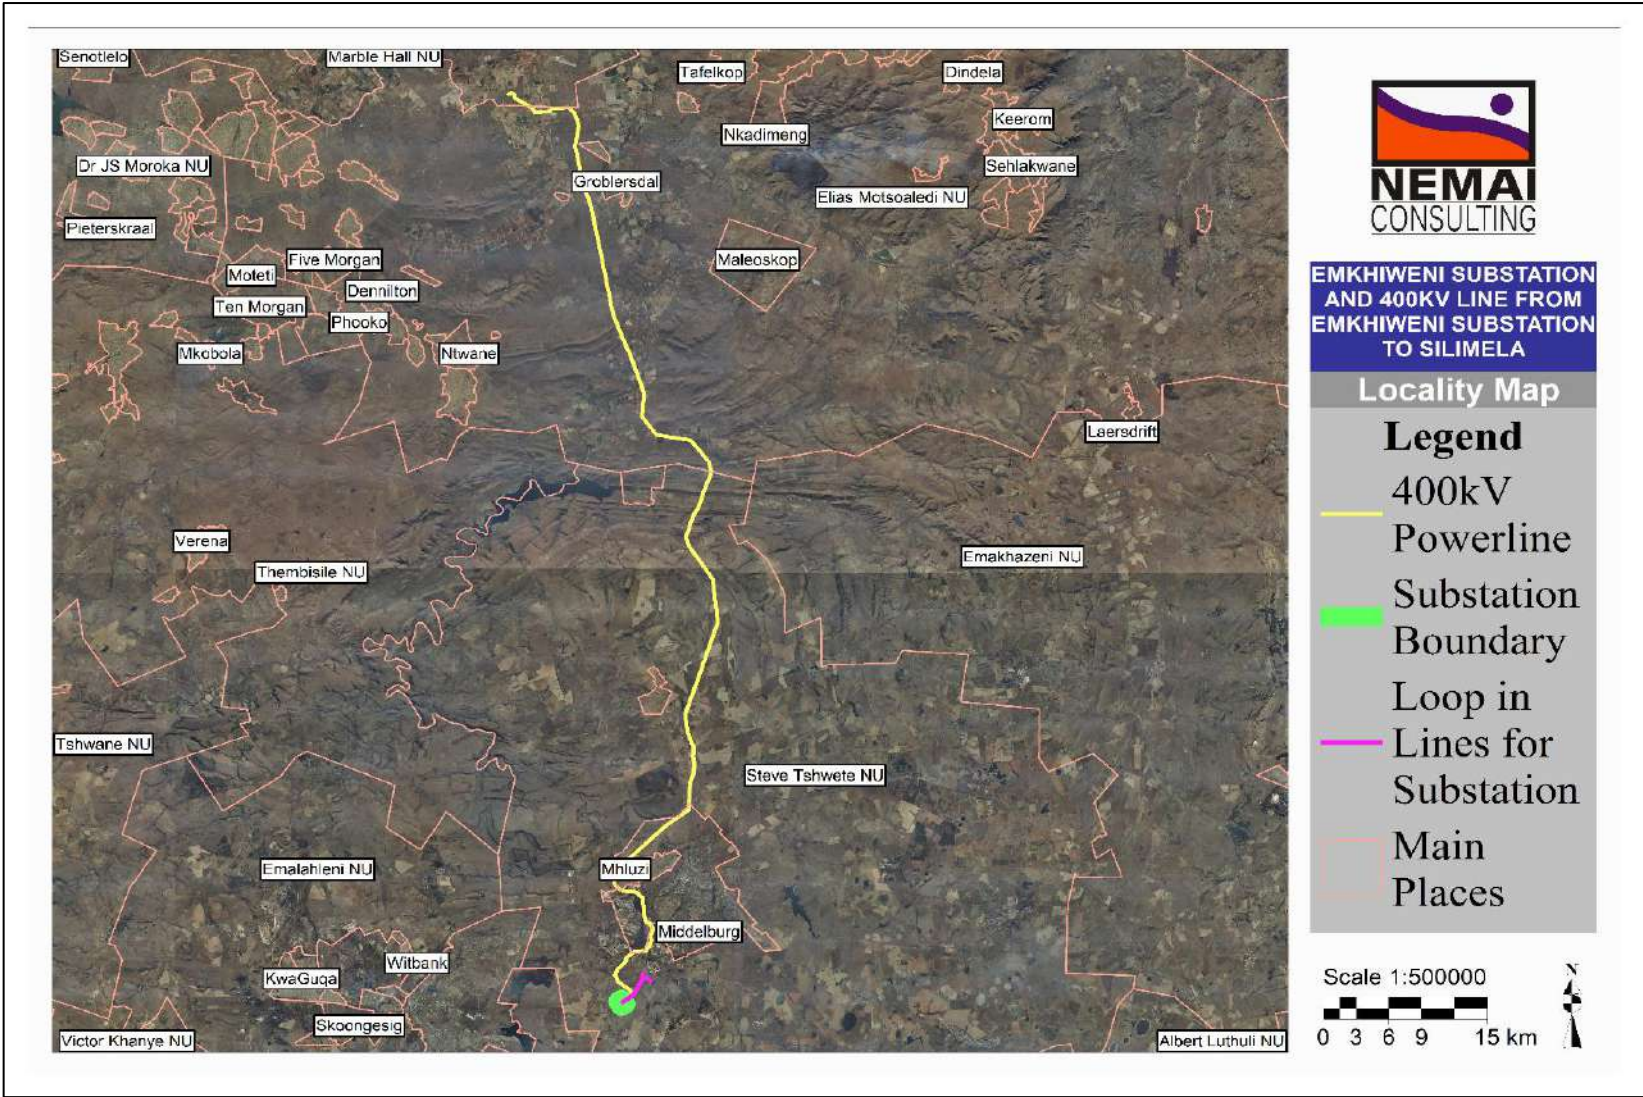 Senotlelo
Marble Hall NU
Tafelkop
Dindela
Keerom
Nkadimeng
Dr JS Moroka NU
Sehlakwane
Groblersdal
Elias Motsoaledi NU
Pieterskraal
Five Morgan
Maleoskop
Moteti
Dennilton
Ten Morgan
Phooko
Mkobola
Ntwane
Laersdrift
Verena
Emakhazeni NU
Thembisile NU
Tshwane NU
Steve Tshwete NU
Emalahleni NU
Mhluzi
Middelburg
Witbank
KwaGuqa
Skoongesig
Victor Khanye NU
Albert Luthuli NU
NEMAI
CONSULTING
EMKHIWENI SUBSTATION
AND 400KV LINE FROM
EMKHIWENI SUBSTATION
TO SILIMELA
Locality Map
Legend
400kV
Powerline
Substation
Boundary
Loop in
Lines for
Substation
Main
Places
Scale 1:500000
0 3 6 9 15 km
N